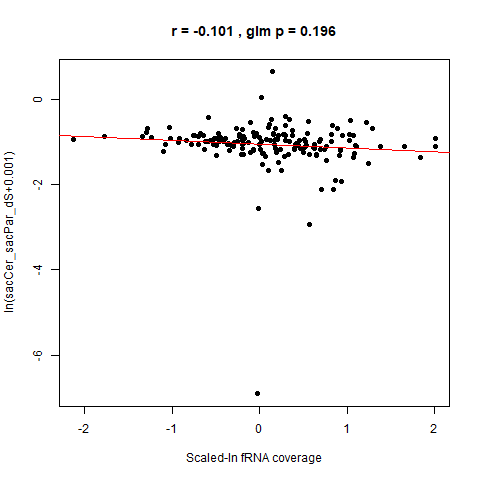 r = -0.101 , glm p = 0.196
0
-2
-4
-6
ln(sacCer_sacPar_dS+0.001)
-2 -1 0 1 2
Scaled-ln fRNA coverage